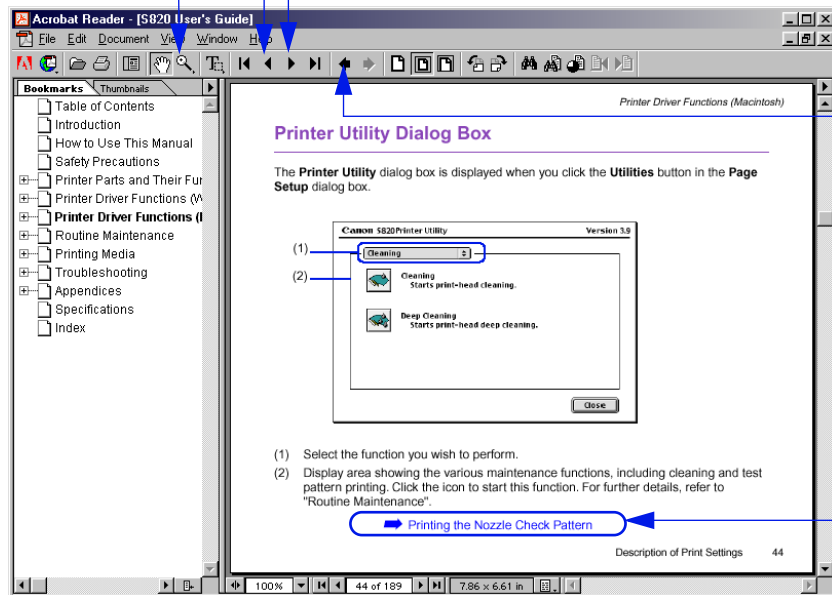 Acrobat Reader - [S820 User's Guide]
File Edit Document View Window Help
Bookmarks Thumbnails
Table of Contents
Introduction
How to Use This Manual
Safety Precautions
Printer Parts and Their Fur
Printer Driver Functions (W
Printer Driver Functions (I
Routine Maintenance
Printing Media
Troubleshooting
Appendices
Specifications
Index
Printer Driver Functions (Macintosh)
Printer Utility Dialog Box
The Printer Utility dialog box is displayed when you click the Utilities button in the Page
Setup dialog box.
Canon S820Printer Utility Version 3.9
(1)
Cleaning
(2)
Cleaning
Starts print-head cleaning.
Deep Cleaning
Starts print-head deep cleaning.
Close
(1) Select the function you wish to perform.
(2) Display area showing the various maintenance functions, including cleaning and test
pattern printing. Click the icon to start this function. For further details, refer to
"Routine Maintenance".
Printing the Nozzle Check Pattern
Description of Print Settings 44
100% 44 of 189 7.86 × 6.61 in